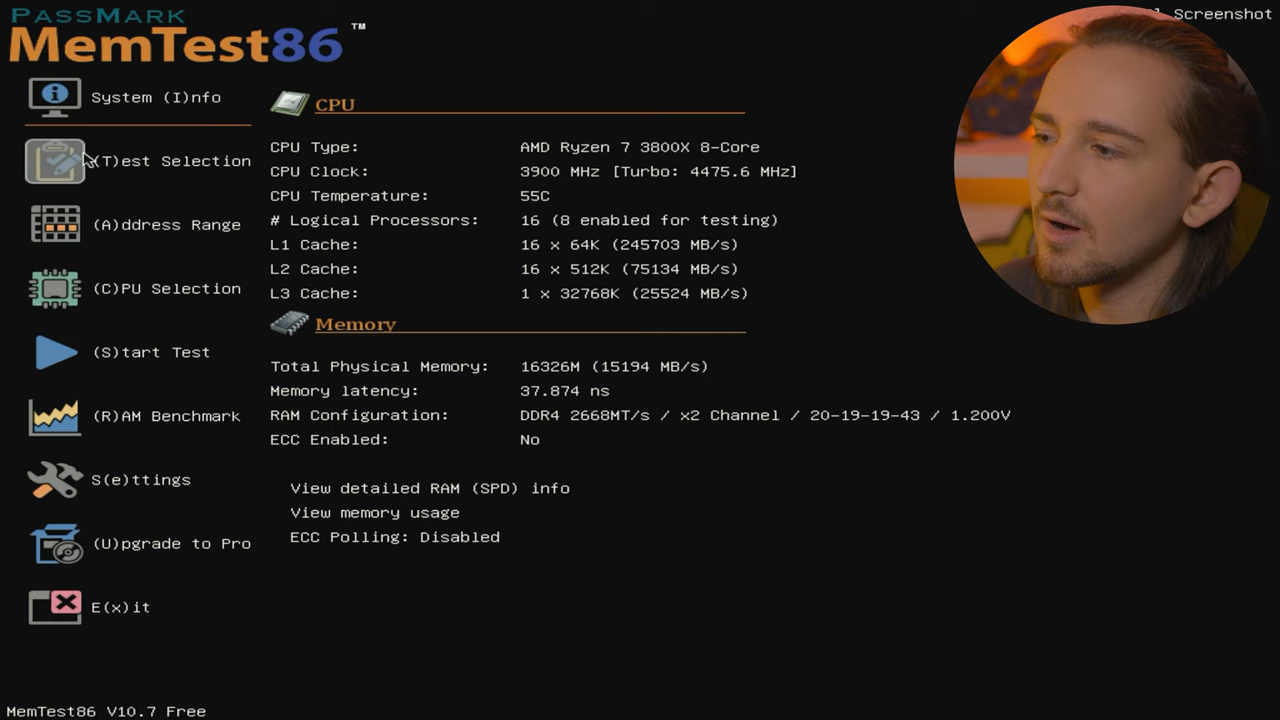 PASSMARK
MemTest86™
Screenshot
System (I)nfo
(T)est Selection
(A)ddress Range
(C)PU Selection
(S)tart Test
(R)AM Benchmark
S(e)ttings
(U)pgrade to Pro
E(x)it
CPU
CPU Type: AMD Ryzen 7 3800X 8-Core
CPU Clock: 3900 MHz [Turbo: 4475.6 MHz]
CPU Temperature: 55C
# Logical Processors: 16 (8 enabled for testing)
L1 Cache: 16 x 64K (245703 MB/s)
L2 Cache: 16 x 512K (75134 MB/s)
L3 Cache: 1 x 32768K (25524 MB/s)
Memory
Total Physical Memory: 16326M (15194 MB/s)
Memory latency: 37.874 ns
RAM Configuration: DDR4 2668MT/s / x2 Channel / 20-19-19-43 / 1.200V
ECC Enabled: No
View detailed RAM (SPD) info
View memory usage
ECC Polling: Disabled
MemTest86 V10.7 Free